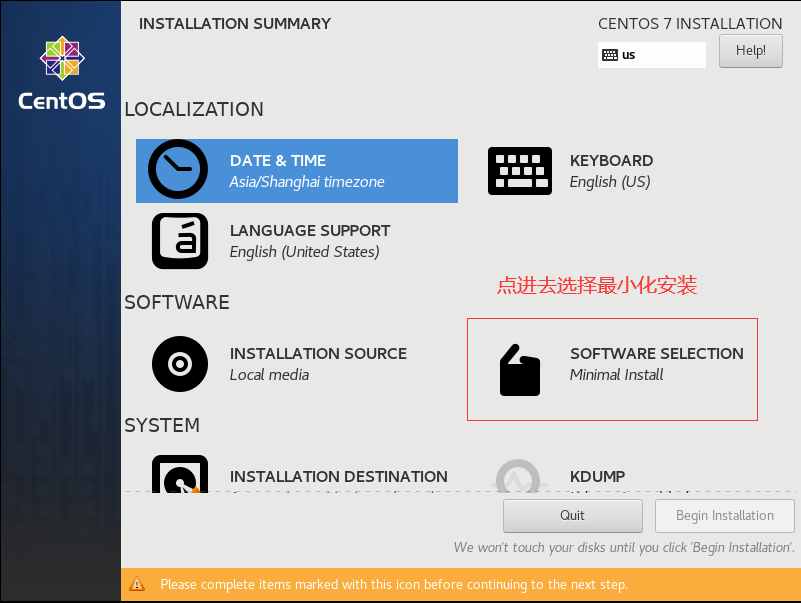 INSTALLATION SUMMARY
CENTOS 7 INSTALLATION
us
Help!
CentOS
LOCALIZATION
DATE & TIME
Asia/Shanghai timezone
KEYBOARD
English (US)
LANGUAGE SUPPORT
English (United States)
点进去选择最小化安装
SOFTWARE
INSTALLATION SOURCE
Local media
SOFTWARE SELECTION
Minimal Install
SYSTEM
INSTALLATION DESTINATION
KDUMP
Quit
Begin Installation
We won't touch your disks until you click 'Begin Installation'.
Please complete items marked with this icon before continuing to the next step.